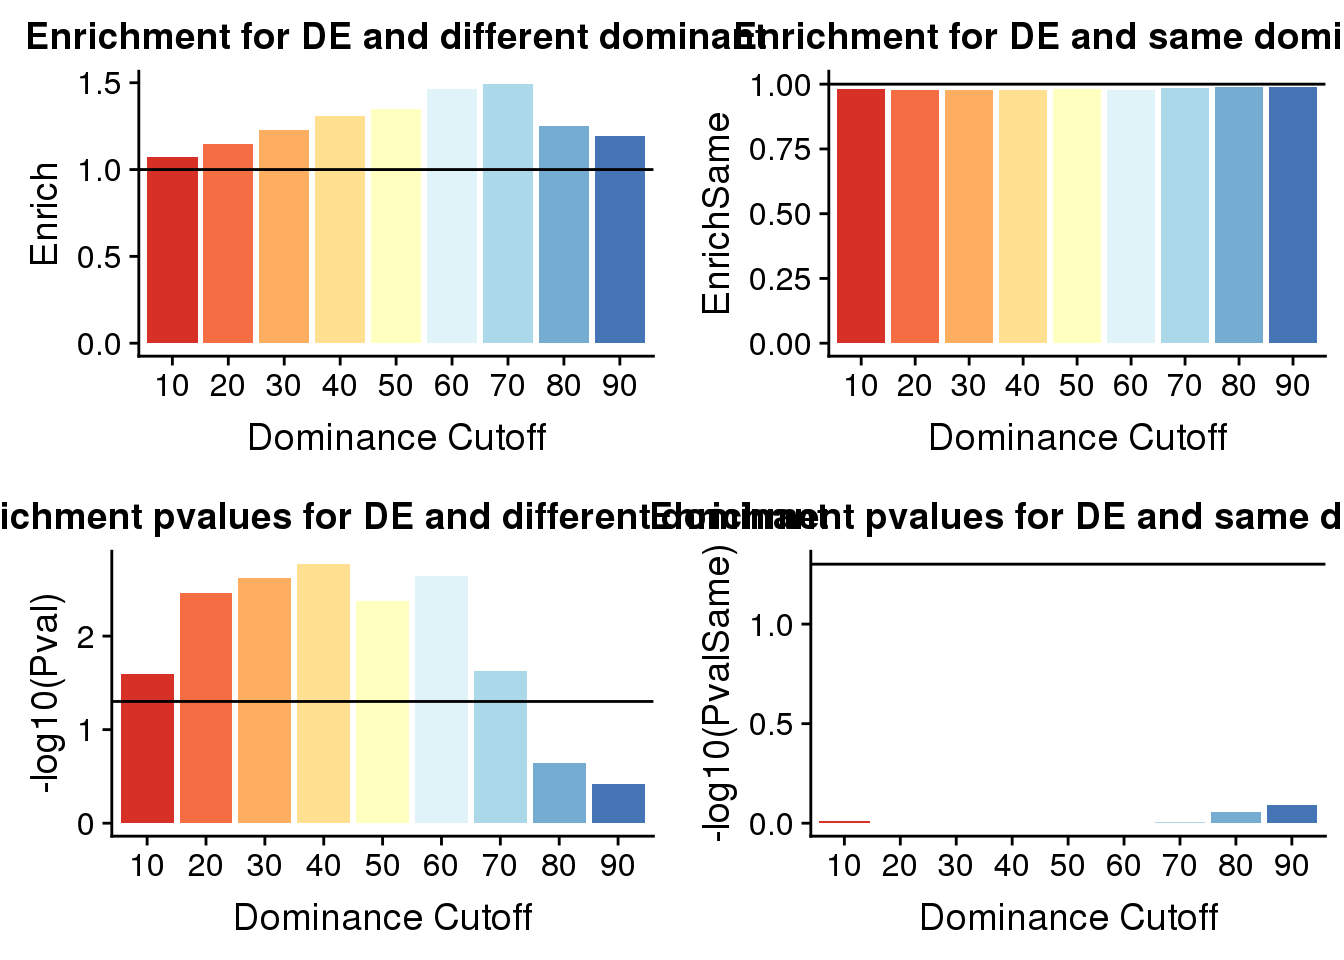 Enrichment for DE and different dominant
Enrich
1.5
1.0
0.5
0.0
10 20 30 40 50 60 70 80 90
Dominance Cutoff
Enrichment for DE and same domi
EnrichSame
1.00
0.75
0.50
0.25
0.00
10 20 30 40 50 60 70 80 90
Dominance Cutoff
ichment pvalues for DE and different dominant
-log10(Pval)
2
1
0
10 20 30 40 50 60 70 80 90
Dominance Cutoff
Enrichment pvalues for DE and same d
-log10(PvalSame)
1.0
0.5
0.0
10 20 30 40 50 60 70 80 90
Dominance Cutoff